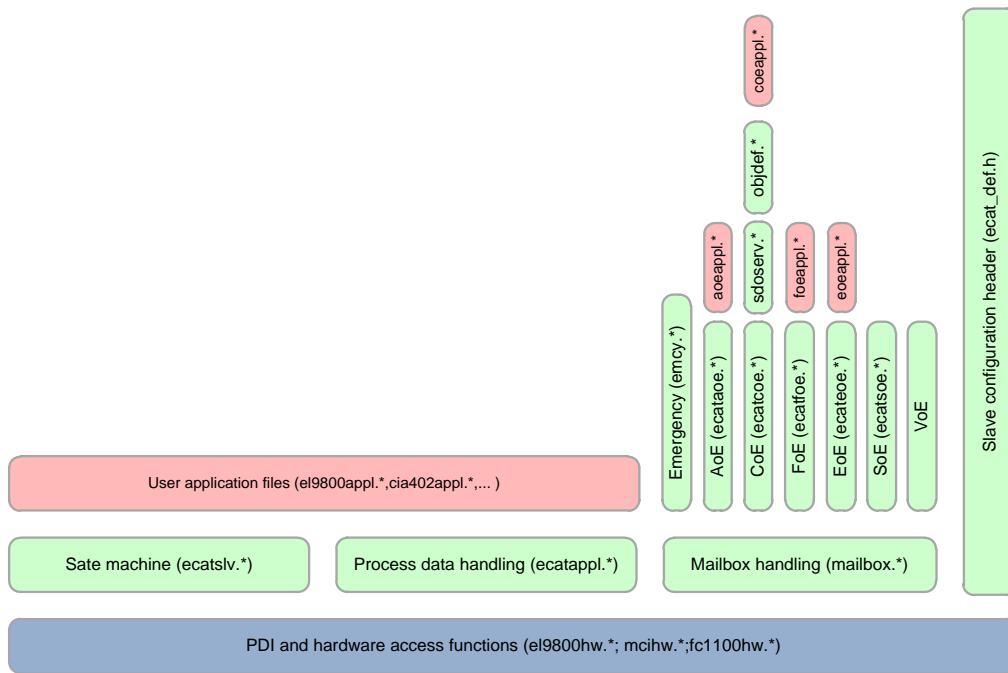 coeappl.*
objdef.*
aoeappl.*
sdoserv.*
foeappl.*
eoeappl.*
Emergency (emcy.*)
AoE (ecataoe.*)
CoE (ecatcoe.*)
FoE (ecatfoe.*)
EoE (ecateoe.*)
SoE (ecatsoe.*)
VoE
Slave configuration header (ecat_def.h)
User application files (el9800appl.*,cia402appl.*,... )
Sate machine (ecatslv.*)
Process data handling (ecatappl.*)
Mailbox handling (mailbox.*)
PDI and hardware access functions (el9800hw.*; mcihw.*;fc1100hw.*)